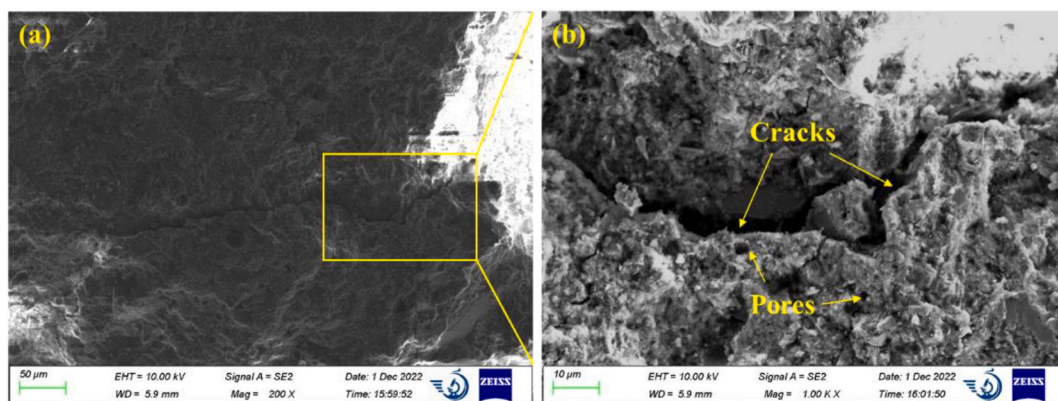 (a)
50 µm
EHT = 10.00 kV
Signal A = SE2
Date: 1 Dec 2022
WD = 5.9 mm
Mag = 200 X
Time: 15:59:52
ZEISS
(b)
Cracks
Pores
10 µm
EHT = 10.00 kV
Signal A = SE2
Date: 1 Dec 2022
WD = 5.9 mm
Mag = 1.00 K X
Time: 16:01:50
ZEISS